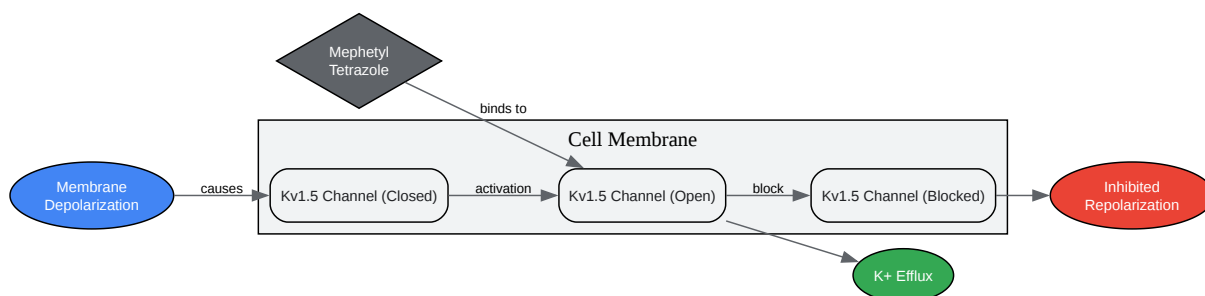 Mephetyl
Tetrazole
binds to
Cell Membrane
Membrane
Depolarization
causes
Kv1.5 Channel (Closed)
activation
Kv1.5 Channel (Open)
block
Kv1.5 Channel (Blocked)
Inhibited
Repolarization
K+ Efflux